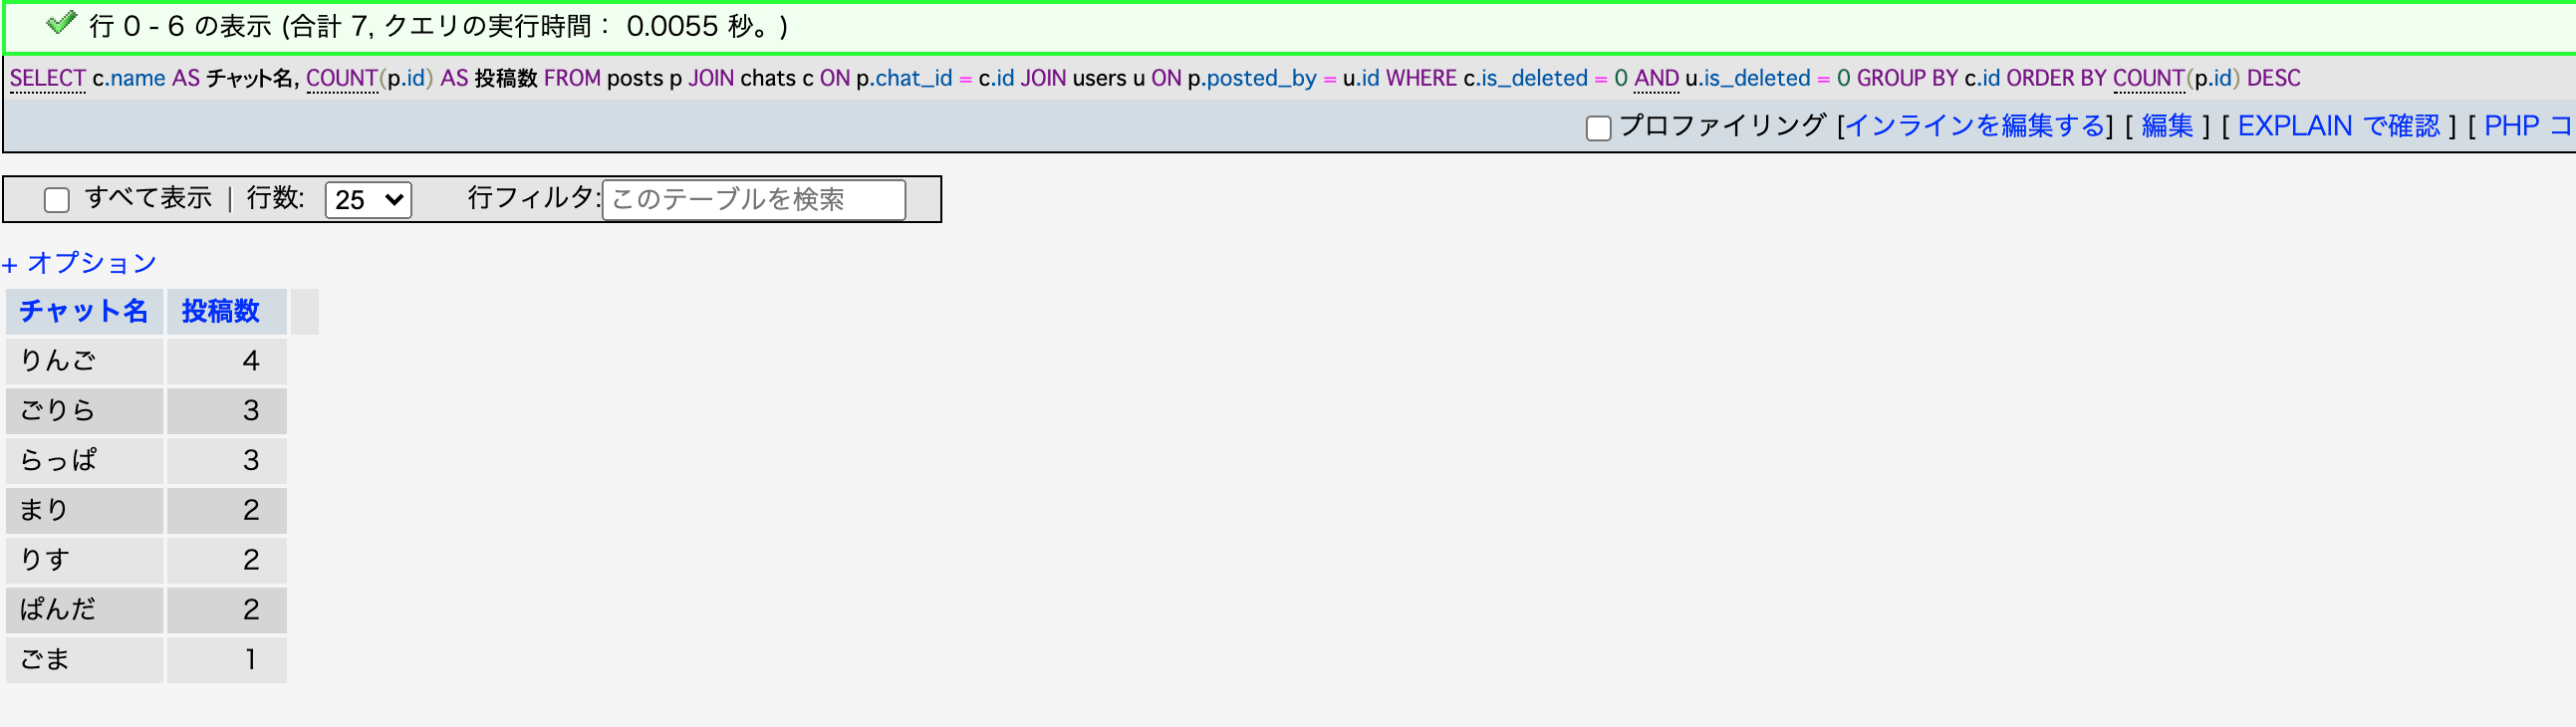 行 0 - 6 の表示 (合計 7, クエリの実行時間： 0.0055 秒。)
SELECT c.name AS チャット名, COUNT(p.id) AS 投稿数 FROM posts p JOIN chats c ON p.chat_id = c.id JOIN users u ON p.posted_by = u.id WHERE c.is_deleted = 0 AND u.is_deleted = 0 GROUP BY c.id ORDER BY COUNT(p.id) DESC
プロファイリング [インラインを編集する] [ 編集 ] [ EXPLAIN で確認 ] [ PHP コ
すべて表示 | 行数: 25 行フィルタ: このテーブルを検索
+ オプション
チャット名 投稿数
りんご 4
ごりら 3
らっぱ 3
まり 2
りす 2
ぱんだ 2
ごま 1